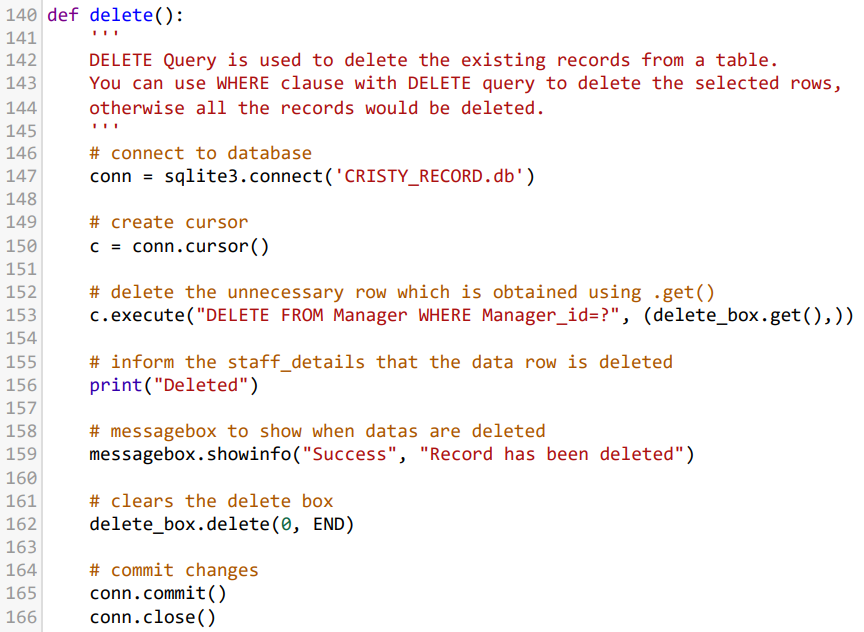 140 def delete():
141     '''
142     DELETE Query is used to delete the existing records from a table.
143     You can use WHERE clause with DELETE query to delete the selected rows,
144     otherwise all the records would be deleted.
145     '''
146     # connect to database
147     conn = sqlite3.connect('CRISTY_RECORD.db')
148
149     # create cursor
150     c = conn.cursor()
151
152     # delete the unnecessary row which is obtained using .get()
153     c.execute("DELETE FROM Manager WHERE Manager_id=?", (delete_box.get(),))
154
155     # inform the staff_details that the data row is deleted
156     print("Deleted")
157
158     # messagebox to show when datas are deleted
159     messagebox.showinfo("Success", "Record has been deleted")
160
161     # clears the delete box
162     delete_box.delete(0, END)
163
164     # commit changes
165     conn.commit()
166     conn.close()